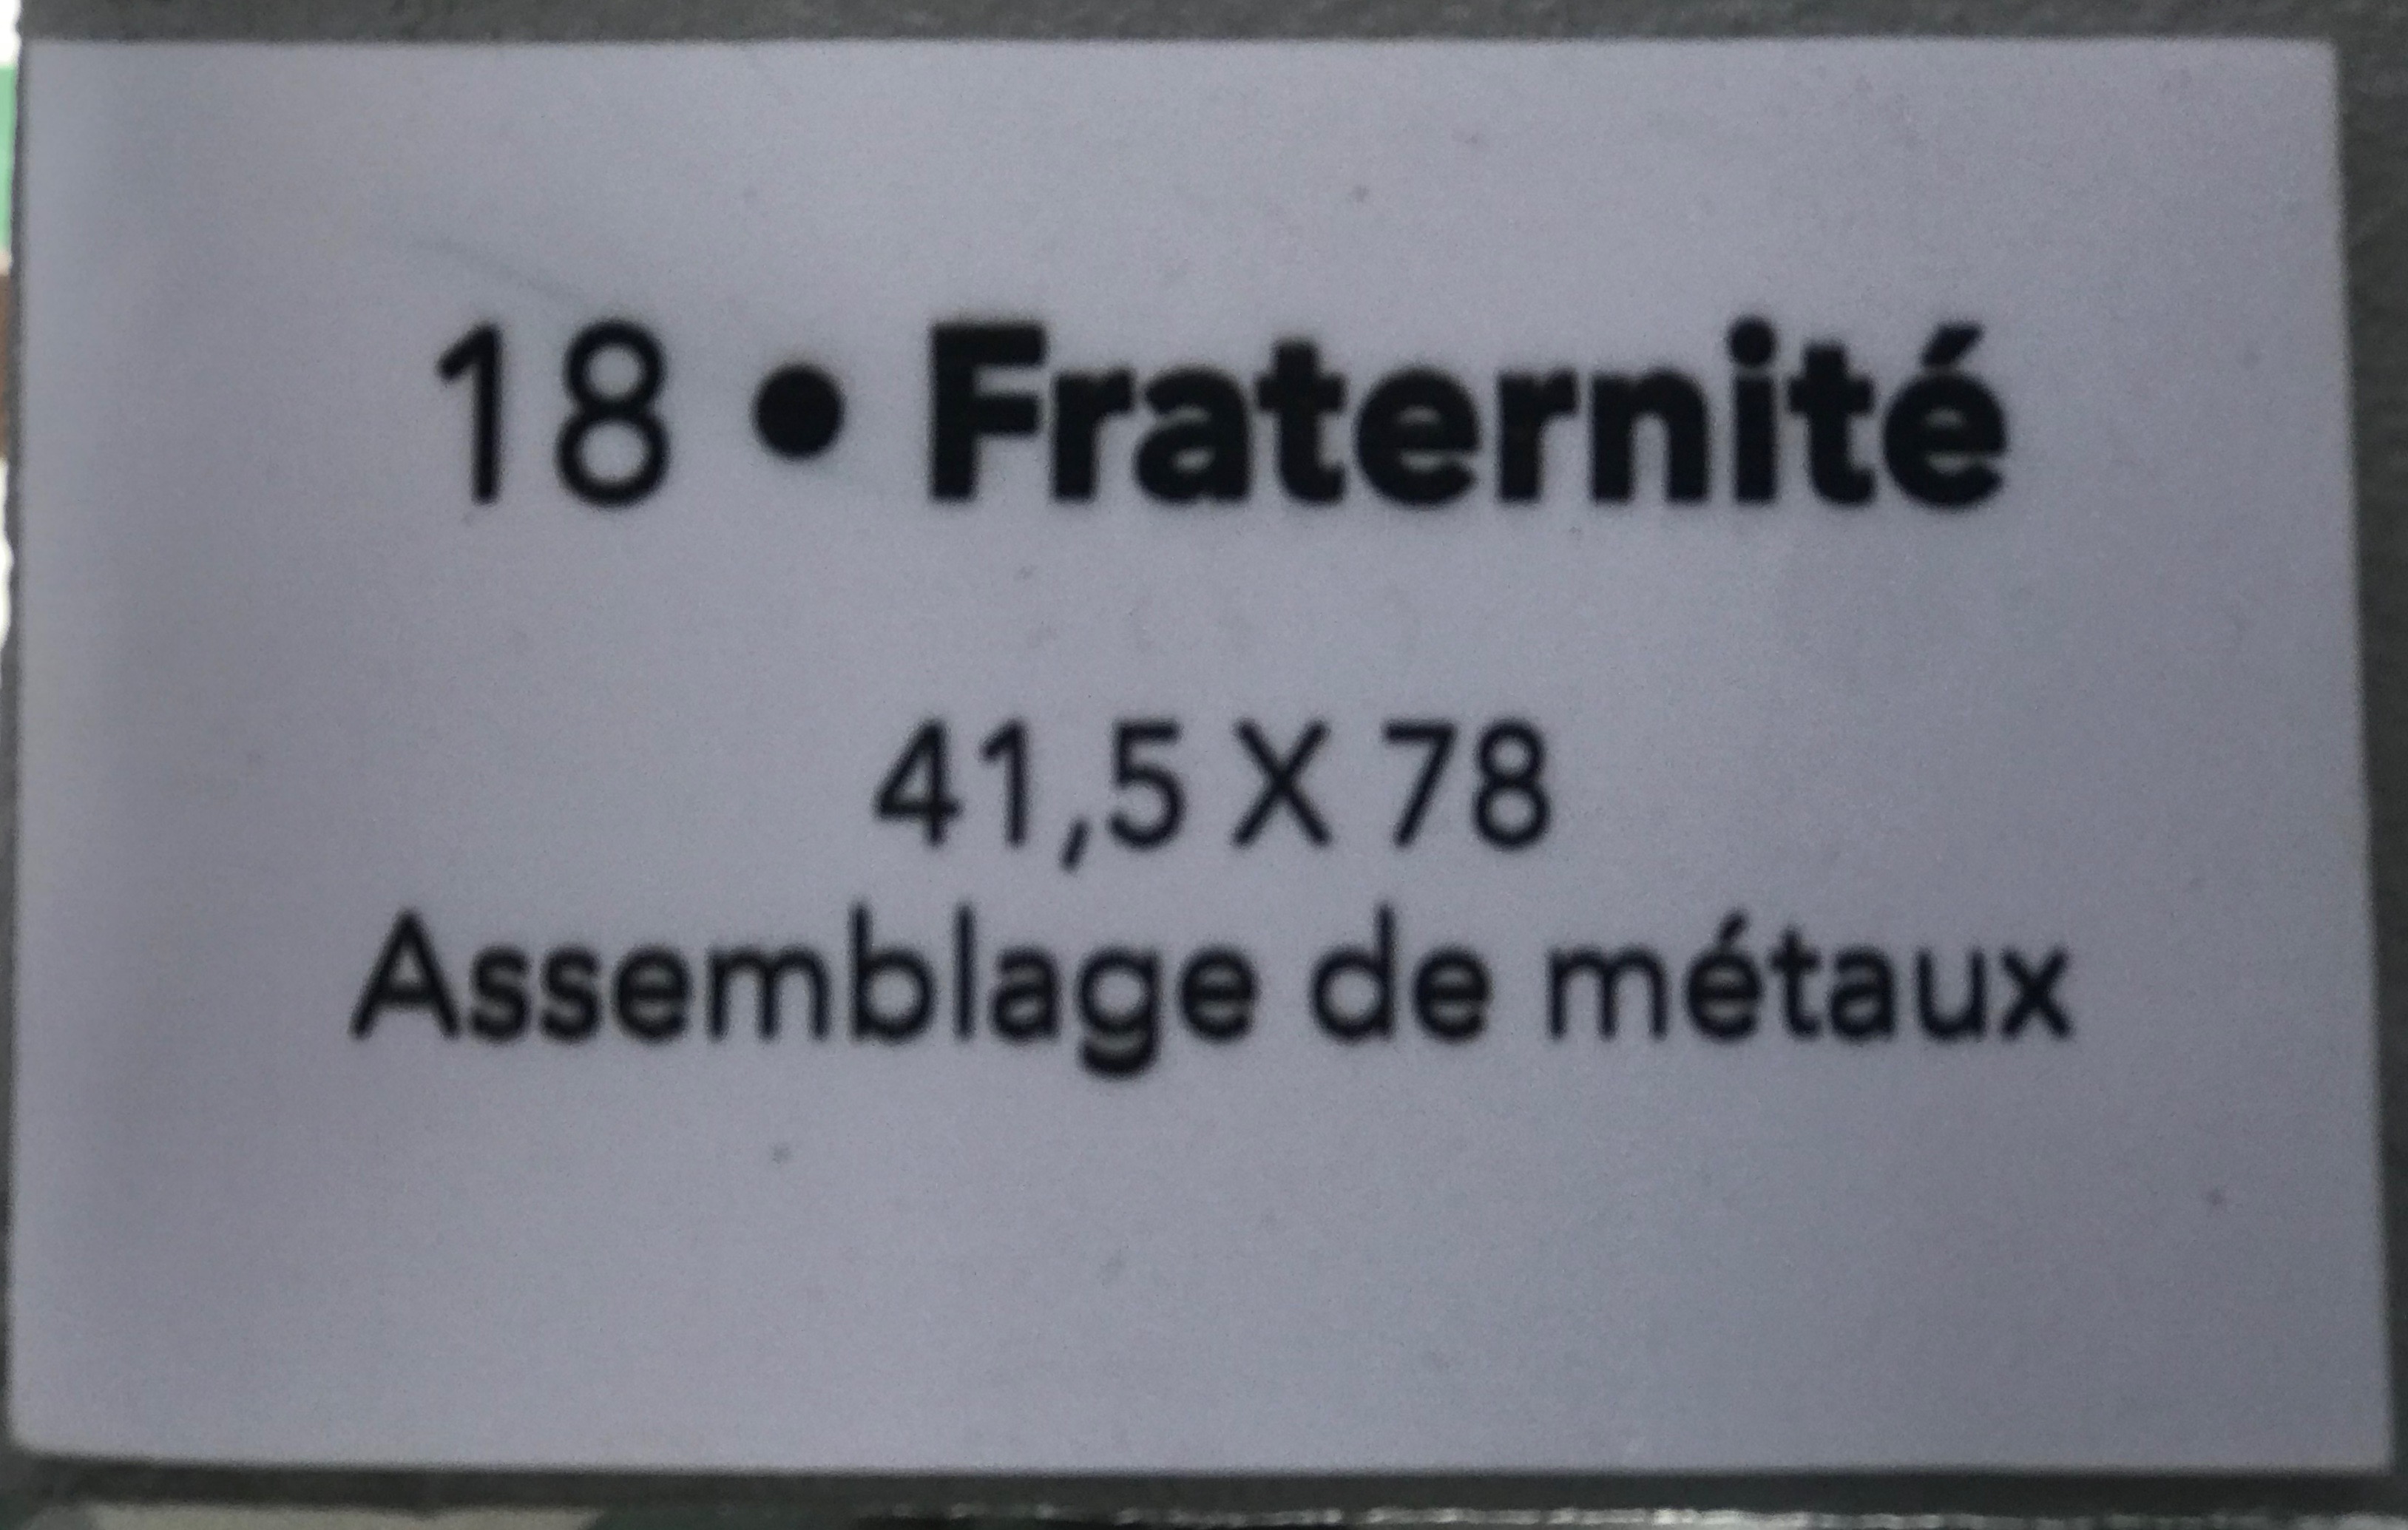 18 • Fraternité
41,5 X 78
Assemblage de métaux